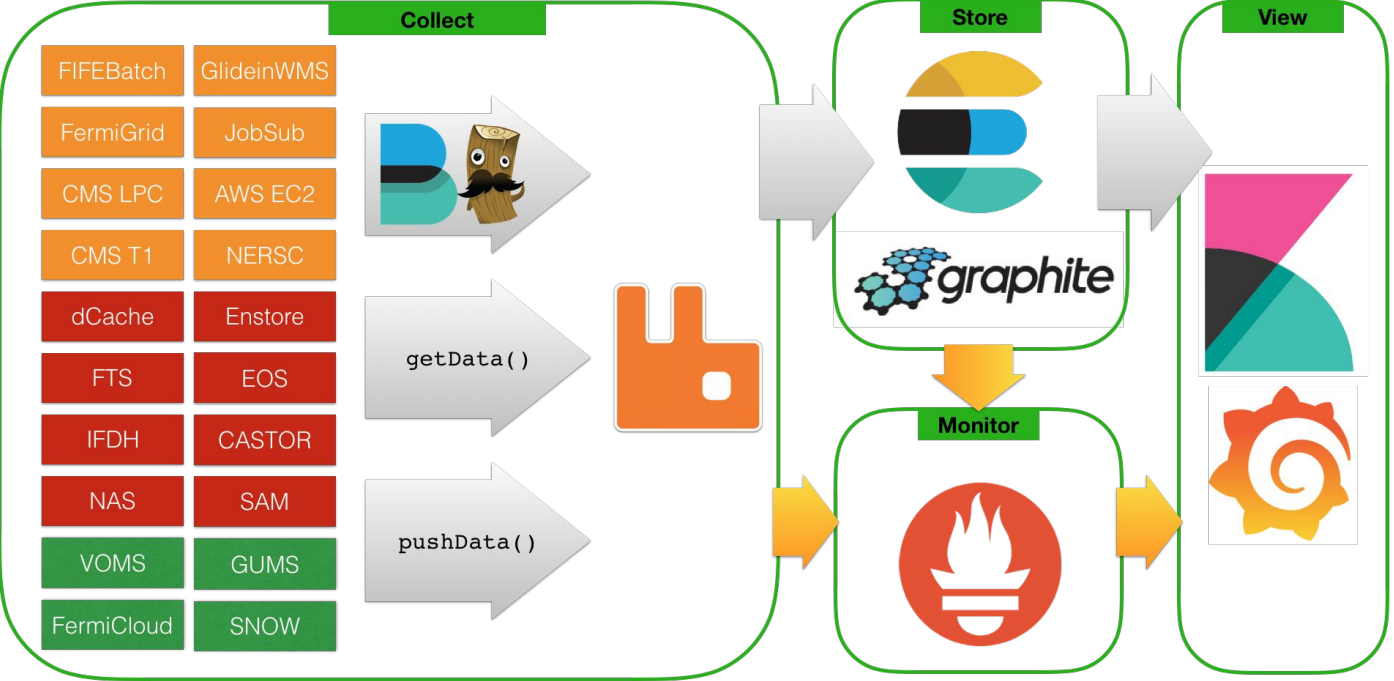 Collect
Store
View
FIFEBatch GlideinWMS
FermiGrid JobSub
CMS LPC AWS EC2
CMS T1 NERSC
dCache Enstore
FTS EOS
IFDH CASTOR
NAS SAM
VOMS GUMS
FermiCloud SNOW
getData()
pushData()
graphite
Monitor